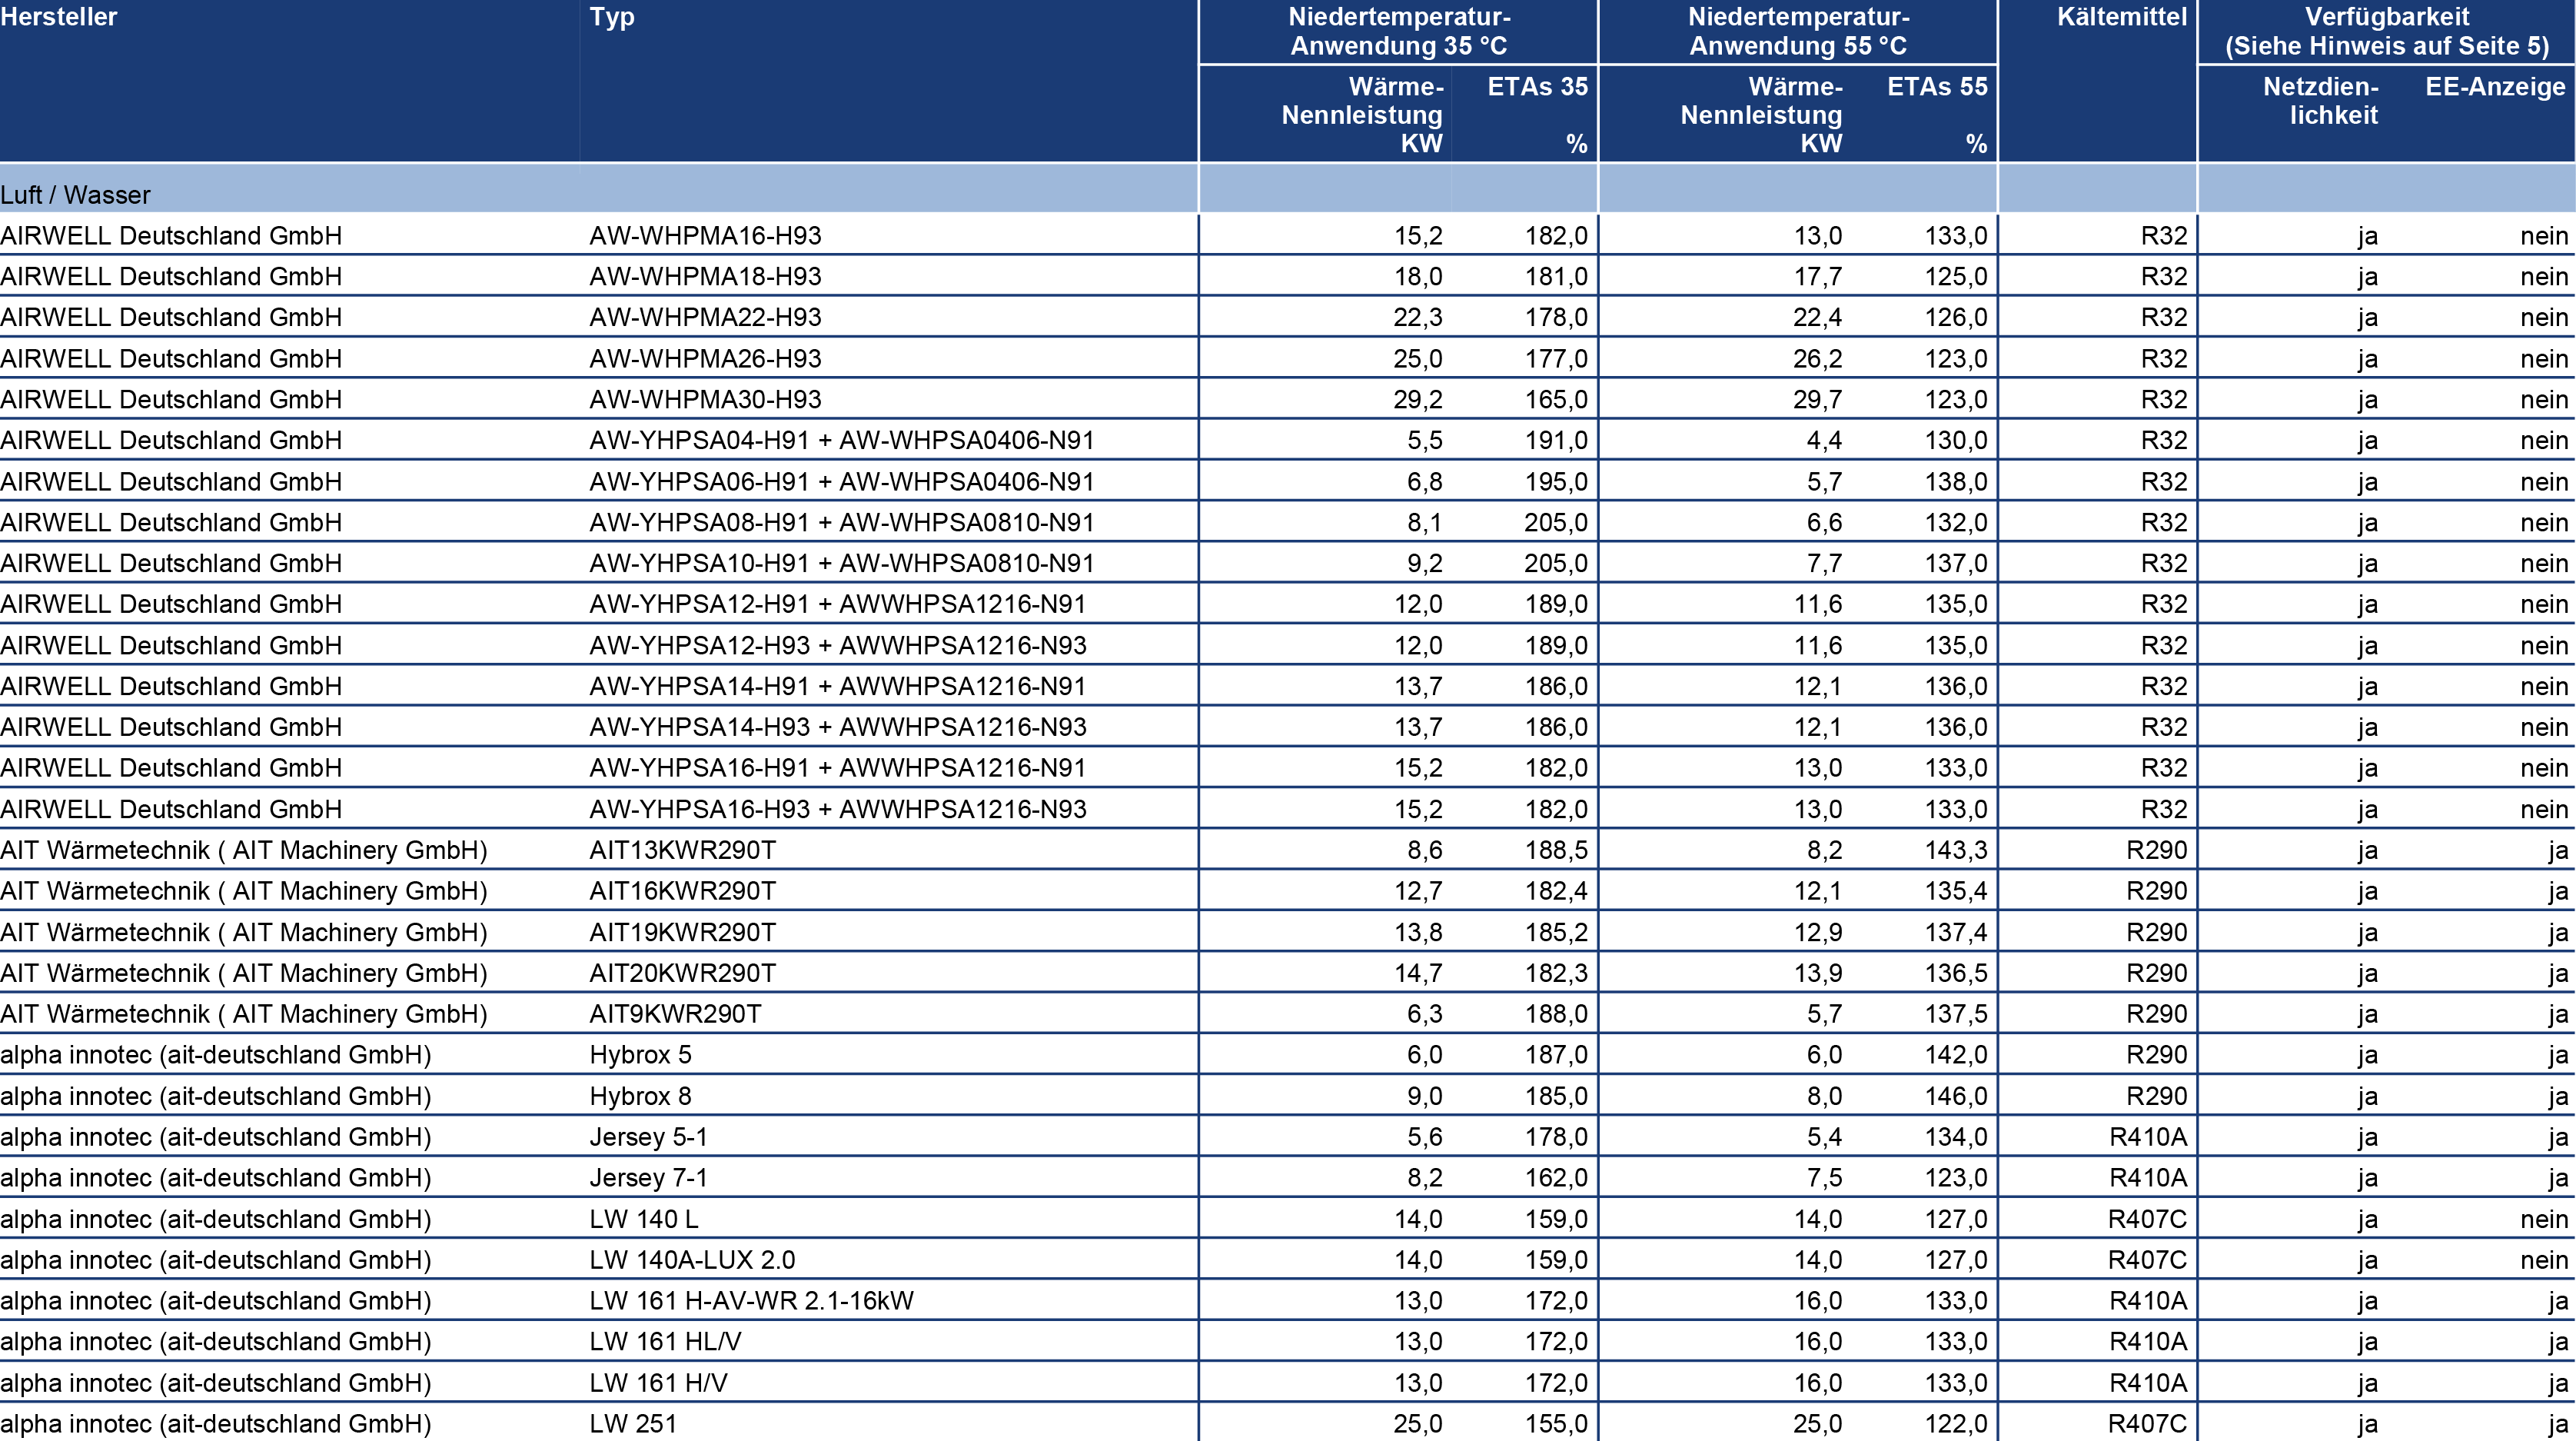 Hersteller Typ Niedertemperatur- Niedertemperatur- Kältemittel Verfügbarkeit
Anwendung 35 °C Anwendung 55 °C (Siehe Hinweis auf Seite 5)
Wärme- ETAs 35 Wärme- ETAs 55 Netzdien- EE-Anzeige
Nennleistung Nennleistung lichkeit
KW % KW %
Luft / Wasser
AIRWELL Deutschland GmbH AW-WHPMA16-H93 15,2 182,0 13,0 133,0 R32 ja nein
AIRWELL Deutschland GmbH AW-WHPMA18-H93 18,0 181,0 17,7 125,0 R32 ja nein
AIRWELL Deutschland GmbH AW-WHPMA22-H93 22,3 178,0 22,4 126,0 R32 ja nein
AIRWELL Deutschland GmbH AW-WHPMA26-H93 25,0 177,0 26,2 123,0 R32 ja nein
AIRWELL Deutschland GmbH AW-WHPMA30-H93 29,2 165,0 29,7 123,0 R32 ja nein
AIRWELL Deutschland GmbH AW-YHPSA04-H91 + AW-WHPSA0406-N91 5,5 191,0 4,4 130,0 R32 ja nein
AIRWELL Deutschland GmbH AW-YHPSA06-H91 + AW-WHPSA0406-N91 6,8 195,0 5,7 138,0 R32 ja nein
AIRWELL Deutschland GmbH AW-YHPSA08-H91 + AW-WHPSA0810-N91 8,1 205,0 6,6 132,0 R32 ja nein
AIRWELL Deutschland GmbH AW-YHPSA10-H91 + AW-WHPSA0810-N91 9,2 205,0 7,7 137,0 R32 ja nein
AIRWELL Deutschland GmbH AW-YHPSA12-H91 + AWWHPSA1216-N91 12,0 189,0 11,6 135,0 R32 ja nein
AIRWELL Deutschland GmbH AW-YHPSA12-H93 + AWWHPSA1216-N93 12,0 189,0 11,6 135,0 R32 ja nein
AIRWELL Deutschland GmbH AW-YHPSA14-H91 + AWWHPSA1216-N91 13,7 186,0 12,1 136,0 R32 ja nein
AIRWELL Deutschland GmbH AW-YHPSA14-H93 + AWWHPSA1216-N93 13,7 186,0 12,1 136,0 R32 ja nein
AIRWELL Deutschland GmbH AW-YHPSA16-H91 + AWWHPSA1216-N91 15,2 182,0 13,0 133,0 R32 ja nein
AIRWELL Deutschland GmbH AW-YHPSA16-H93 + AWWHPSA1216-N93 15,2 182,0 13,0 133,0 R32 ja nein
AIT Wärmetechnik ( AIT Machinery GmbH) AIT13KWR290T 8,6 188,5 8,2 143,3 R290 ja ja
AIT Wärmetechnik ( AIT Machinery GmbH) AIT16KWR290T 12,7 182,4 12,1 135,4 R290 ja ja
AIT Wärmetechnik ( AIT Machinery GmbH) AIT19KWR290T 13,8 185,2 12,9 137,4 R290 ja ja
AIT Wärmetechnik ( AIT Machinery GmbH) AIT20KWR290T 14,7 182,3 13,9 136,5 R290 ja ja
AIT Wärmetechnik ( AIT Machinery GmbH) AIT9KWR290T 6,3 188,0 5,7 137,5 R290 ja ja
alpha innotec (ait-deutschland GmbH) Hybrox 5 6,0 187,0 6,0 142,0 R290 ja ja
alpha innotec (ait-deutschland GmbH) Hybrox 8 9,0 185,0 8,0 146,0 R290 ja ja
alpha innotec (ait-deutschland GmbH) Jersey 5-1 5,6 178,0 5,4 134,0 R410A ja ja
alpha innotec (ait-deutschland GmbH) Jersey 7-1 8,2 162,0 7,5 123,0 R410A ja ja
alpha innotec (ait-deutschland GmbH) LW 140 L 14,0 159,0 14,0 127,0 R407C ja nein
alpha innotec (ait-deutschland GmbH) LW 140A-LUX 2.0 14,0 159,0 14,0 127,0 R407C ja nein
alpha innotec (ait-deutschland GmbH) LW 161 H-AV-WR 2.1-16kW 13,0 172,0 16,0 133,0 R410A ja ja
alpha innotec (ait-deutschland GmbH) LW 161 HL/V 13,0 172,0 16,0 133,0 R410A ja ja
alpha innotec (ait-deutschland GmbH) LW 161 H/V 13,0 172,0 16,0 133,0 R410A ja ja
alpha innotec (ait-deutschland GmbH) LW 251 25,0 155,0 25,0 122,0 R407C ja ja